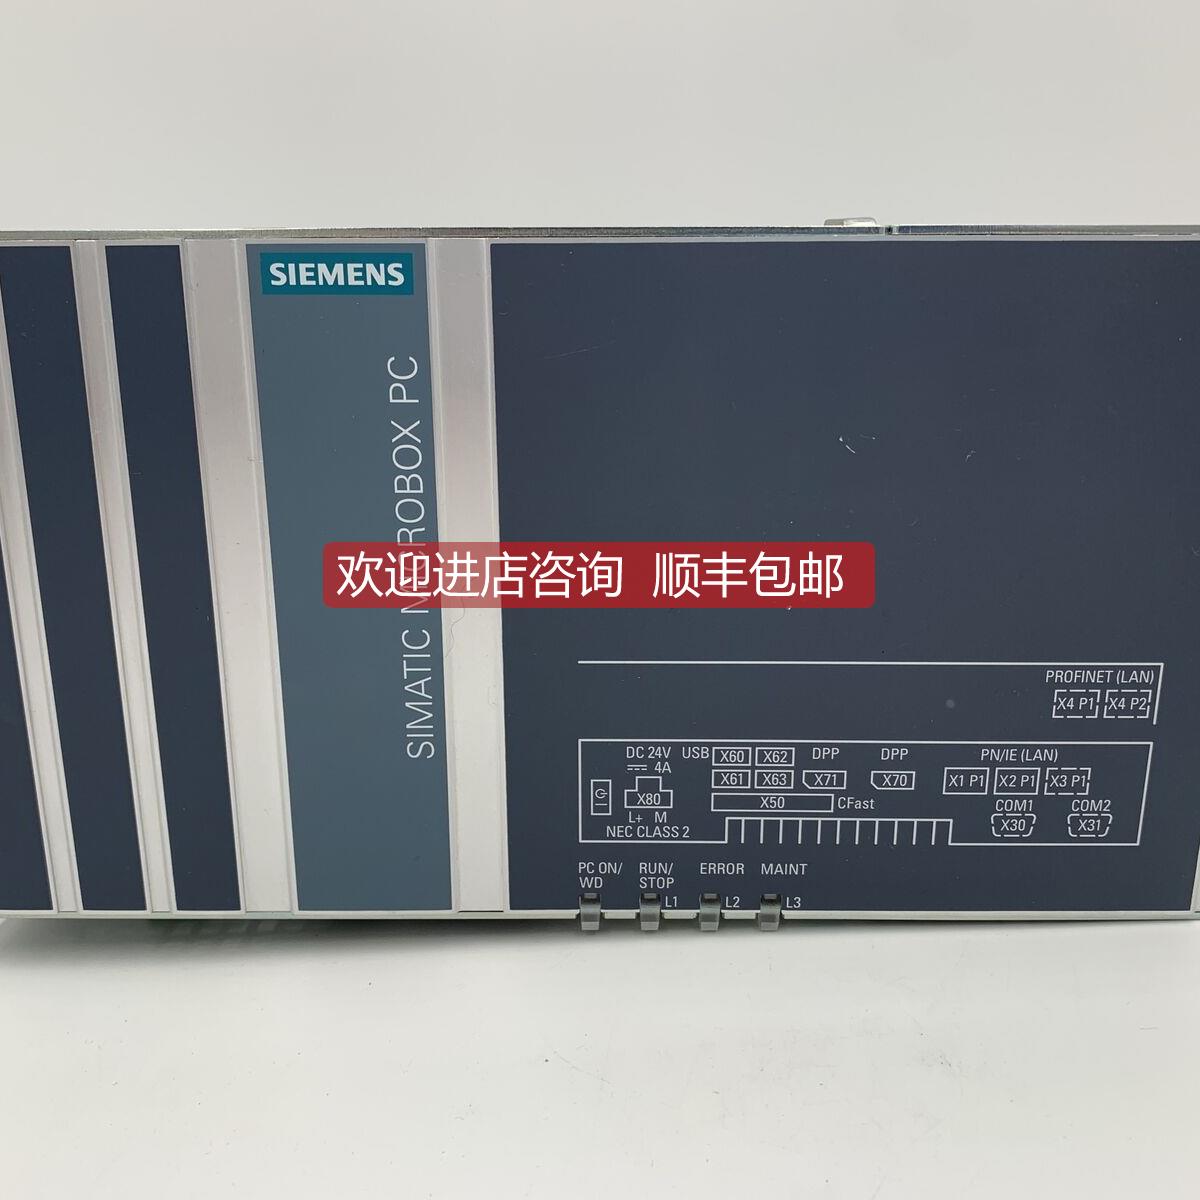 SIEMENS
SIMATIC MICROBOX PC
欢迎进店咨询 顺丰包邮
PROFINET (LAN)
X4 P1 X4 P2
DC 24V
4A
X80
L+ M
NEC CLASS 2
USB X60 X62
X61 X63
X50 CFast
DPP DPP
X71 X70
PN/IE (LAN)
X1 P1 X2 P1 X3 P1
COM1 COM2
X30 X31
PC ON/
WD
RUN/
STOP
ERROR MAINT
L1 L2 L3